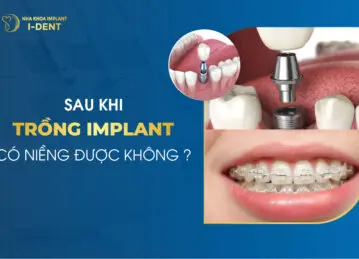 NHA KHOA IMPLANT
I-DENT
SAU KHI
TRỒNG IMPLANT
CÓ NIỀNG ĐƯỢC KHÔNG ?